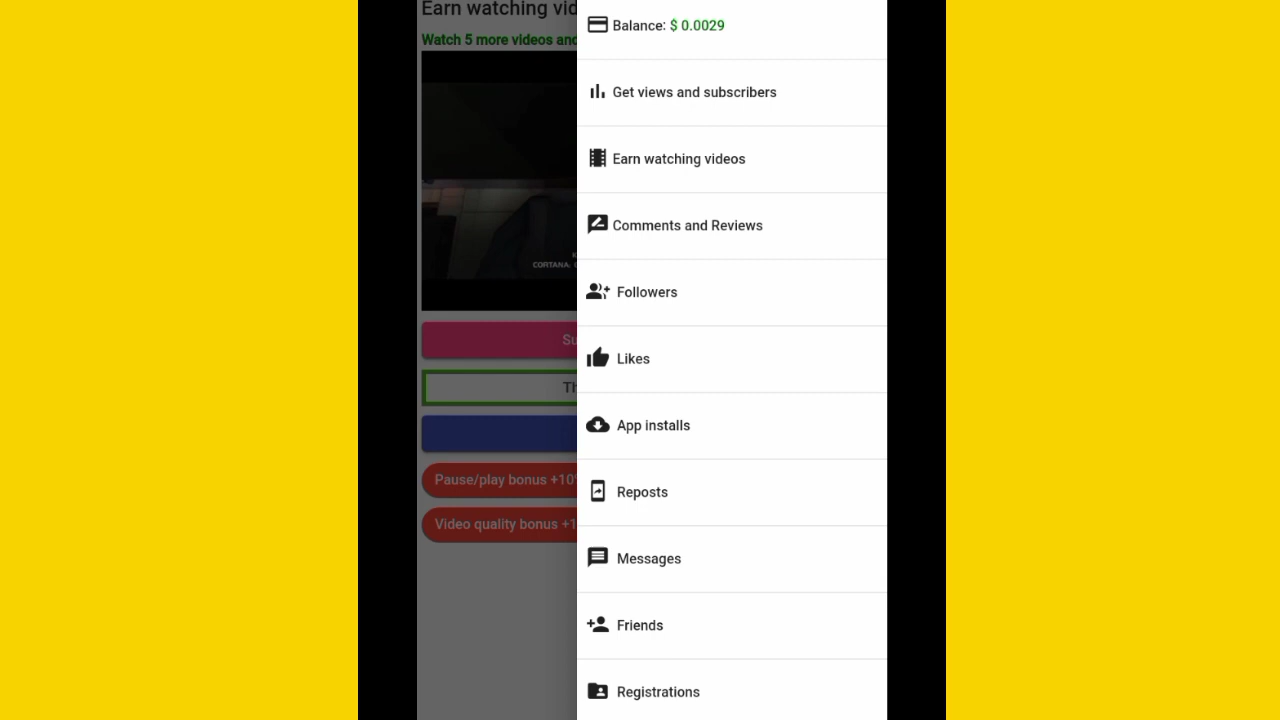 Earn watching
Watch 5 more videos and
CORTANA:
Pause/play bonus +10
Video quality bonus +1
Balance: $ 0.0029
Get views and subscribers
Earn watching videos
Comments and Reviews
Followers
Likes
App installs
Reposts
Messages
Friends
Registrations